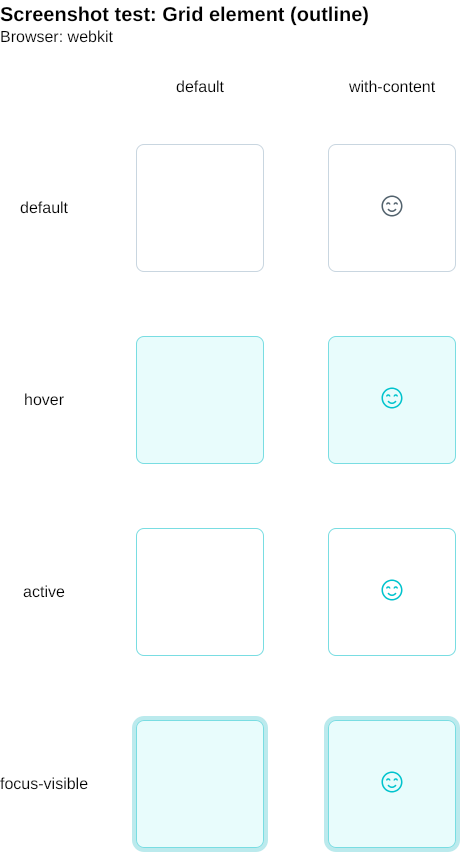 Screenshot test: Grid element (outline)
Browser: webkit
default with-content
default
hover
active
focus-visible